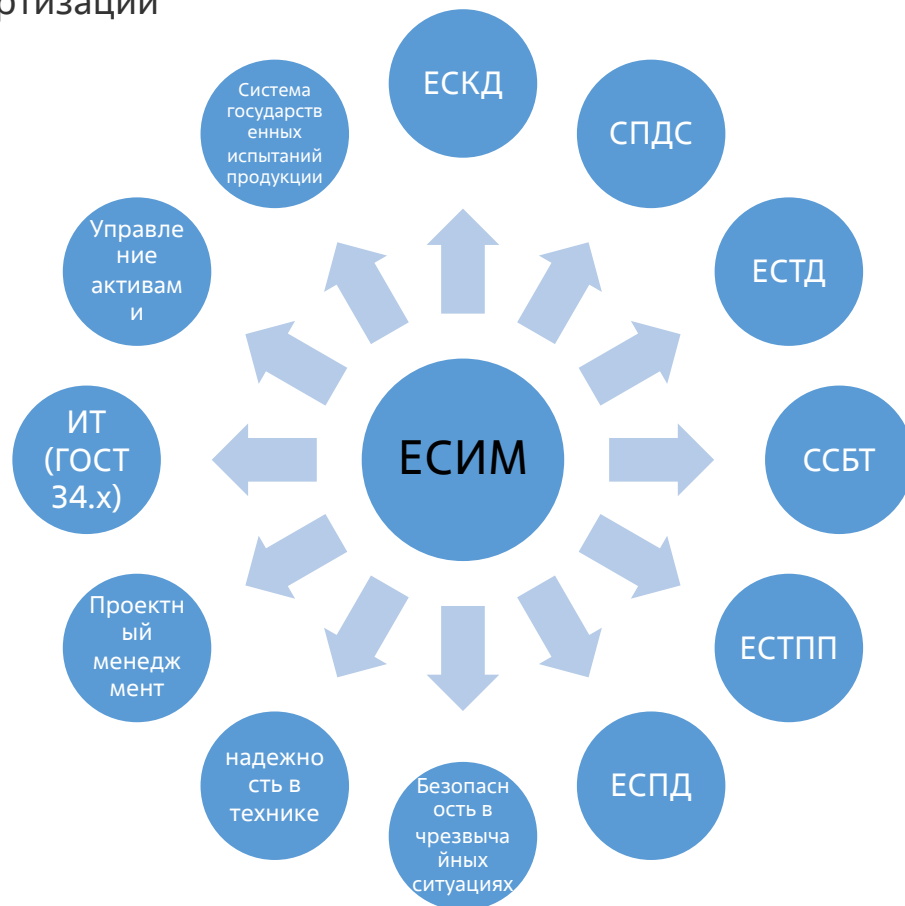 ртизации
ЕСКД
СПДС
ЕСТД
ССБТ
ЕСТПП
ЕСПД
Безопасн
ость в
чрезвыча
йных
ситуациях
надежно
сть в
технике
Проектн
ый
менедж
мент
ИТ
(ГОСТ
34.х)
Управле
ние
активам
и
Система
государств
енных
испытаний
продукции
ЕСИМ